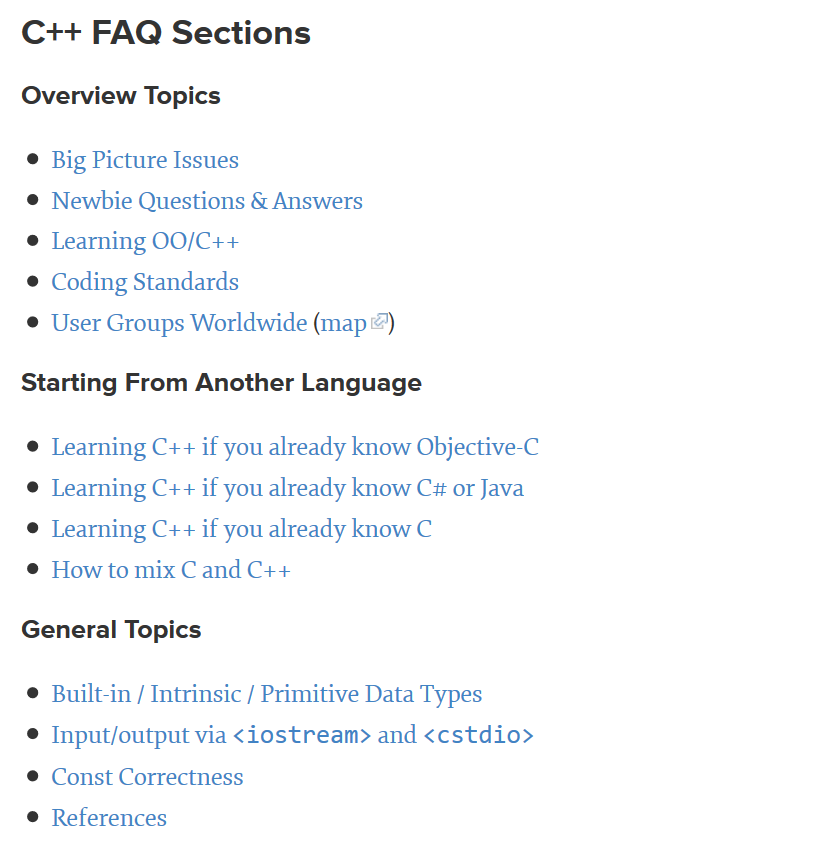 C++ FAQ Sections
Overview Topics
Big Picture Issues
Newbie Questions & Answers
Learning OO/C++
Coding Standards
User Groups Worldwide (map)
Starting From Another Language
Learning C++ if you already know Objective-C
Learning C++ if you already know C# or Java
Learning C++ if you already know C
How to mix C and C++
General Topics
Built-in / Intrinsic / Primitive Data Types
Input/output via <iostream> and <cstdio>
Const Correctness
References